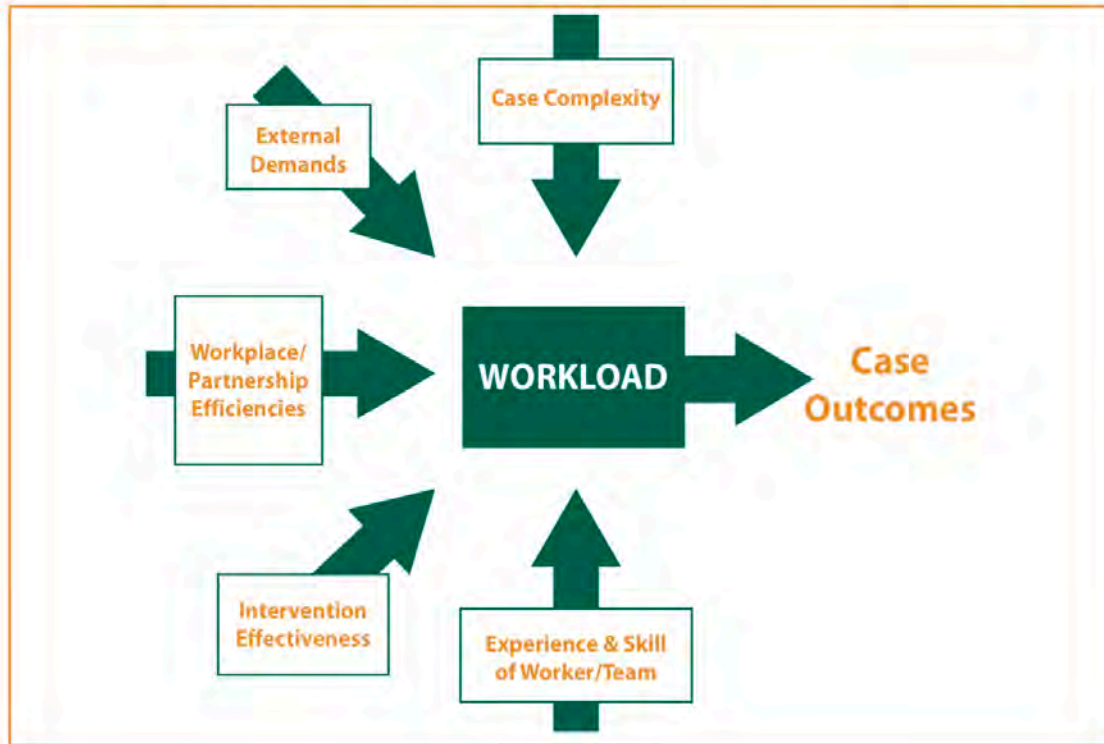 Case Complexity
External
Demands
Workplace/
Partnership
Efficiencies
WORKLOAD
Case
Outcomes
Intervention
Effectiveness
Experience & Skill
of Worker/Team